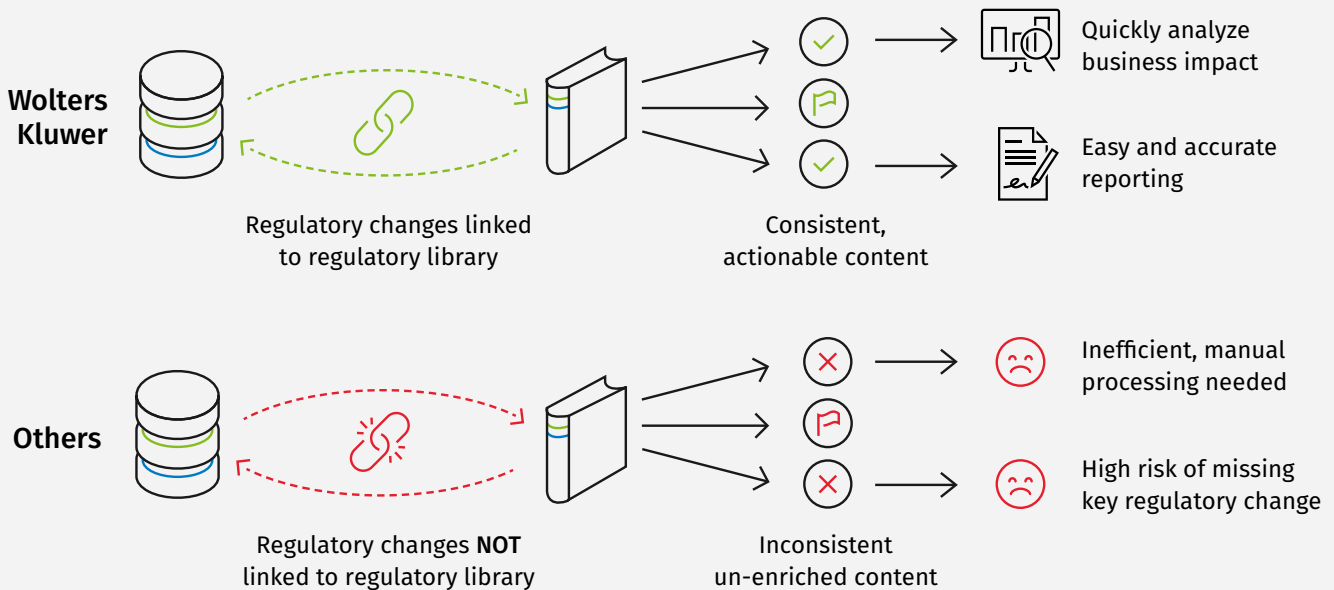 Wolters
Kluwer
Regulatory changes linked
to regulatory library
Consistent,
actionable content
Quickly analyze
business impact
Easy and accurate
reporting
Others
Regulatory changes NOT
linked to regulatory library
Inconsistent
un-enriched content
Inefficient, manual
processing needed
High risk of missing
key regulatory change